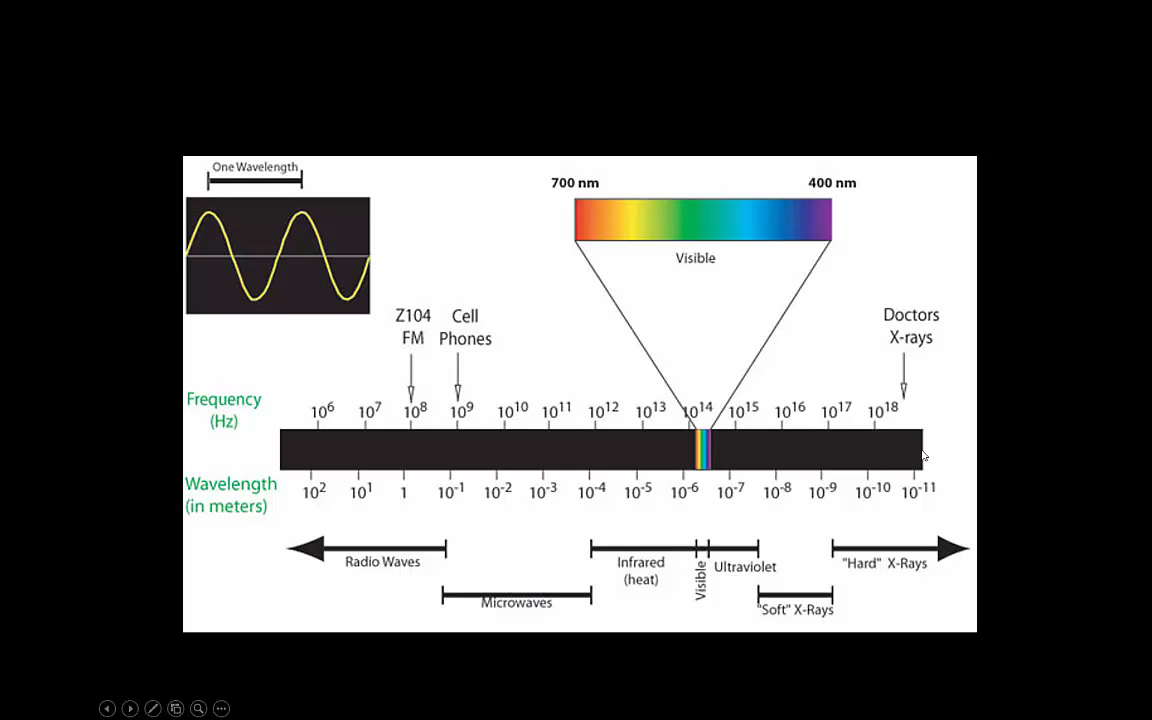 One Wavelength
700 nm 400 nm
Visible
Z104 FM
Cell Phones
Doctors X-rays
Frequency (Hz)
10⁶ 10⁷ 10⁸ 10⁹ 10¹⁰ 10¹¹ 10¹² 10¹³ 10¹⁴ 10¹⁵ 10¹⁶ 10¹⁷ 10¹⁸
Wavelength (in meters)
10² 10¹ 1 10⁻¹ 10⁻² 10⁻³ 10⁻⁴ 10⁻⁵ 10⁻⁶ 10⁻⁷ 10⁻⁸ 10⁻⁹ 10⁻¹⁰ 10⁻¹¹
Radio Waves
Microwaves
Infrared (heat)
Visible
Ultraviolet
"Soft" X-Rays
"Hard" X-Rays